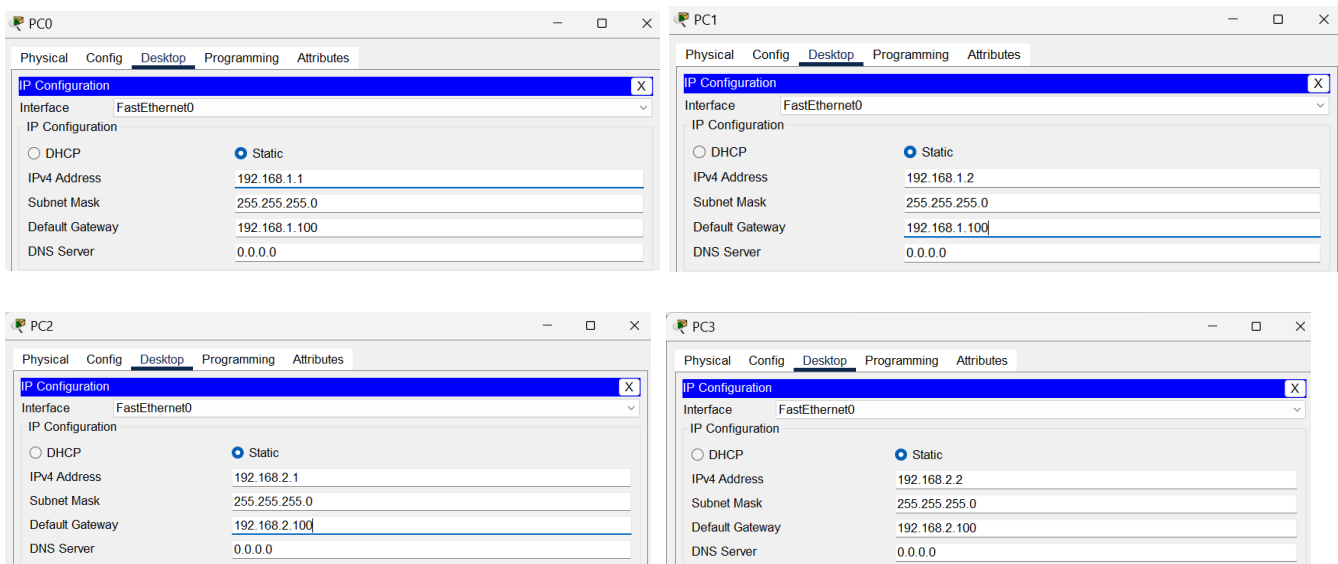 PC0
Physical Config Desktop Programming Attributes
IP Configuration X
Interface FastEthernet0
IP Configuration
DHCP Static
IPv4 Address 192.168.1.1
Subnet Mask 255.255.255.0
Default Gateway 192.168.1.100
DNS Server 0.0.0.0
PC1
Physical Config Desktop Programming Attributes
IP Configuration X
Interface FastEthernet0
IP Configuration
DHCP Static
IPv4 Address 192.168.1.2
Subnet Mask 255.255.255.0
Default Gateway 192.168.1.100
DNS Server 0.0.0.0
PC2
Physical Config Desktop Programming Attributes
IP Configuration X
Interface FastEthernet0
IP Configuration
DHCP Static
IPv4 Address 192.168.2.1
Subnet Mask 255.255.255.0
Default Gateway 192.168.2.100
DNS Server 0.0.0.0
PC3
Physical Config Desktop Programming Attributes
IP Configuration X
Interface FastEthernet0
IP Configuration
DHCP Static
IPv4 Address 192.168.2.2
Subnet Mask 255.255.255.0
Default Gateway 192.168.2.100
DNS Server 0.0.0.0